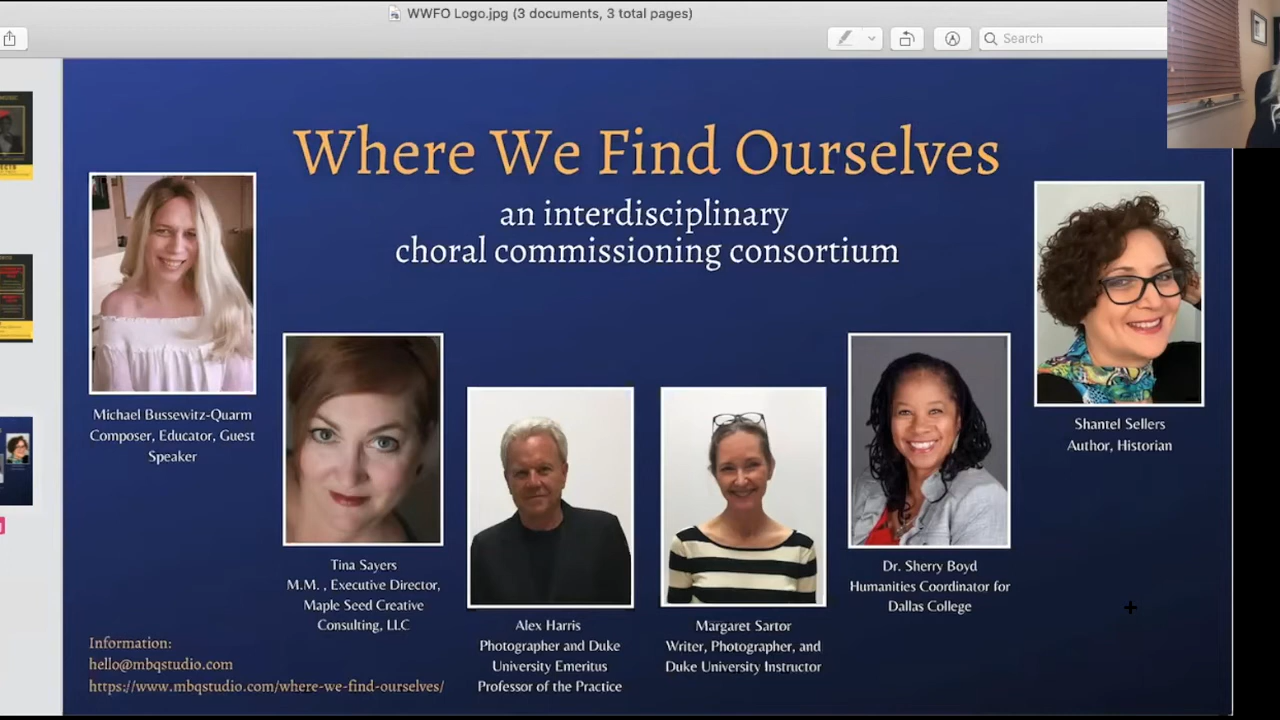 WWFO Logo.jpg (3 documents, 3 total pages)
Search
Where We Find Ourselves
an interdisciplinary
choral commissioning consortium
Michael Bussewitz-Quarm
Composer, Educator, Guest
Speaker
Tina Sayers
M.M. , Executive Director,
Maple Seed Creative
Consulting, LLC
Alex Harris
Photographer and Duke
University Emeritus
Professor of the Practice
Margaret Sartor
Writer, Photographer, and
Duke University Instructor
Dr. Sherry Boyd
Humanities Coordinator for
Dallas College
Shantel Sellers
Author, Historian
Information:
hello@mbqstudio.com
https://www.mbqstudio.com/where-we-find-ourselves/